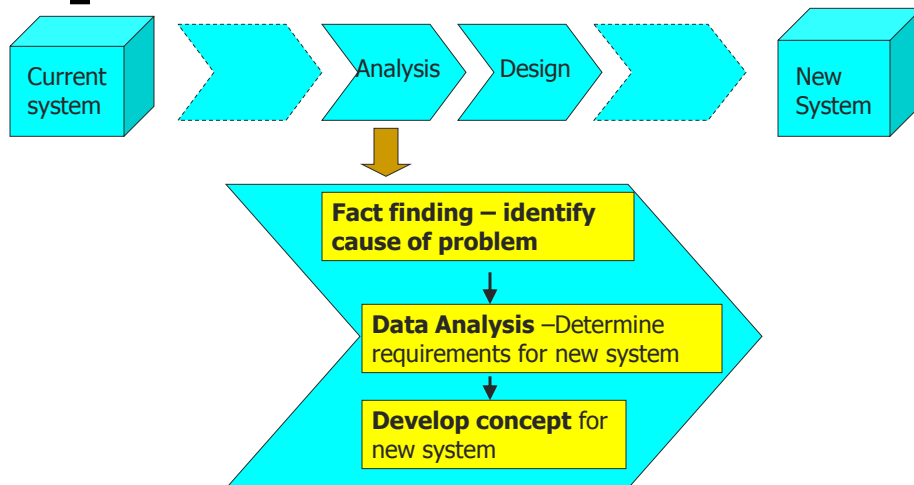 Current
system
Analysis
Design
New
System
Fact finding – identify
cause of problem
Data Analysis –Determine
requirements for new system
Develop concept for
new system